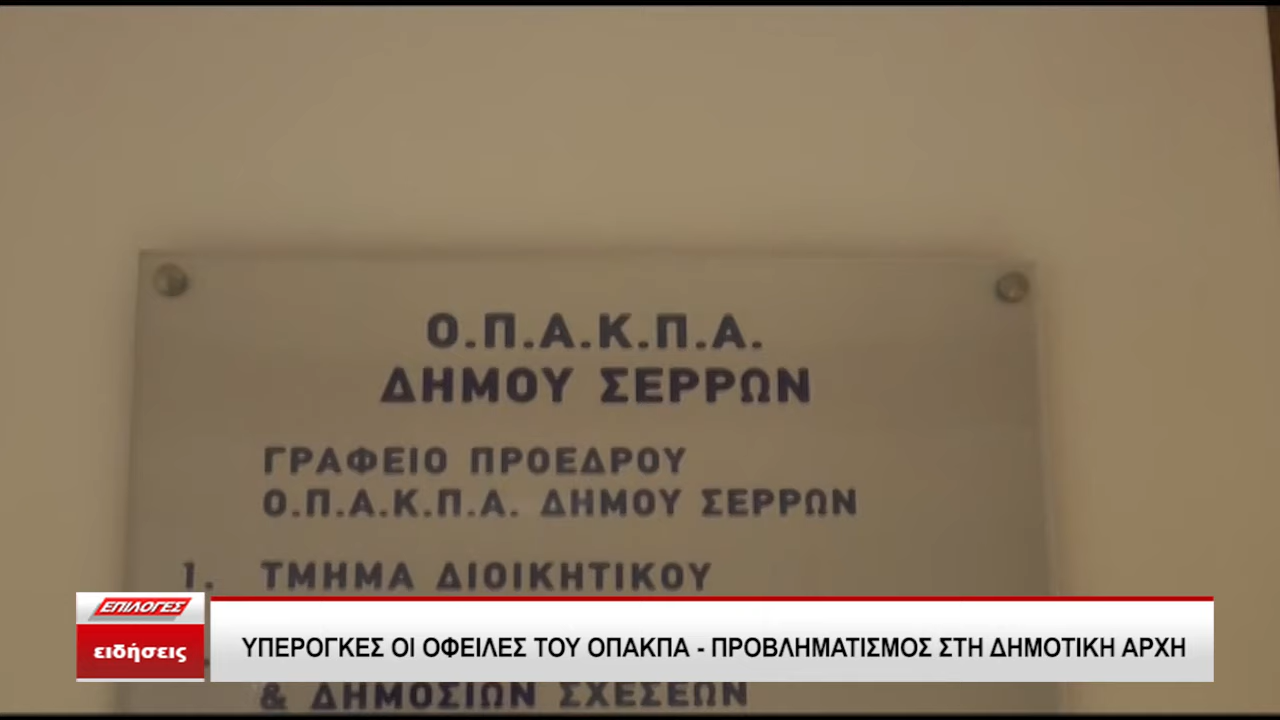 Ο.Π.Α.Κ.Π.Α.
ΔΗΜΟΥ ΣΕΡΡΩΝ
ΓΡΑΦΕΙΟ ΠΡΟΕΔΡΟΥ
Ο.Π.Α.Κ.Π.Α. ΔΗΜΟΥ ΣΕΡΡΩΝ
1. ΤΜΗΜΑ ΔΙΟΙΚΗΤΙΚΟΥ
ΕΠΙΛΟΓΕΣ
ειδήσεις
ΥΠΕΡΟΓΚΕΣ ΟΙ ΟΦΕΙΛΕΣ ΤΟΥ ΟΠΑΚΠΑ - ΠΡΟΒΛΗΜΑΤΙΣΜΟΣ ΣΤΗ ΔΗΜΟΤΙΚΗ ΑΡΧΗ
& ΔΗΜΟΣΙΩΝ ΣΧΕΣΕΩΝ